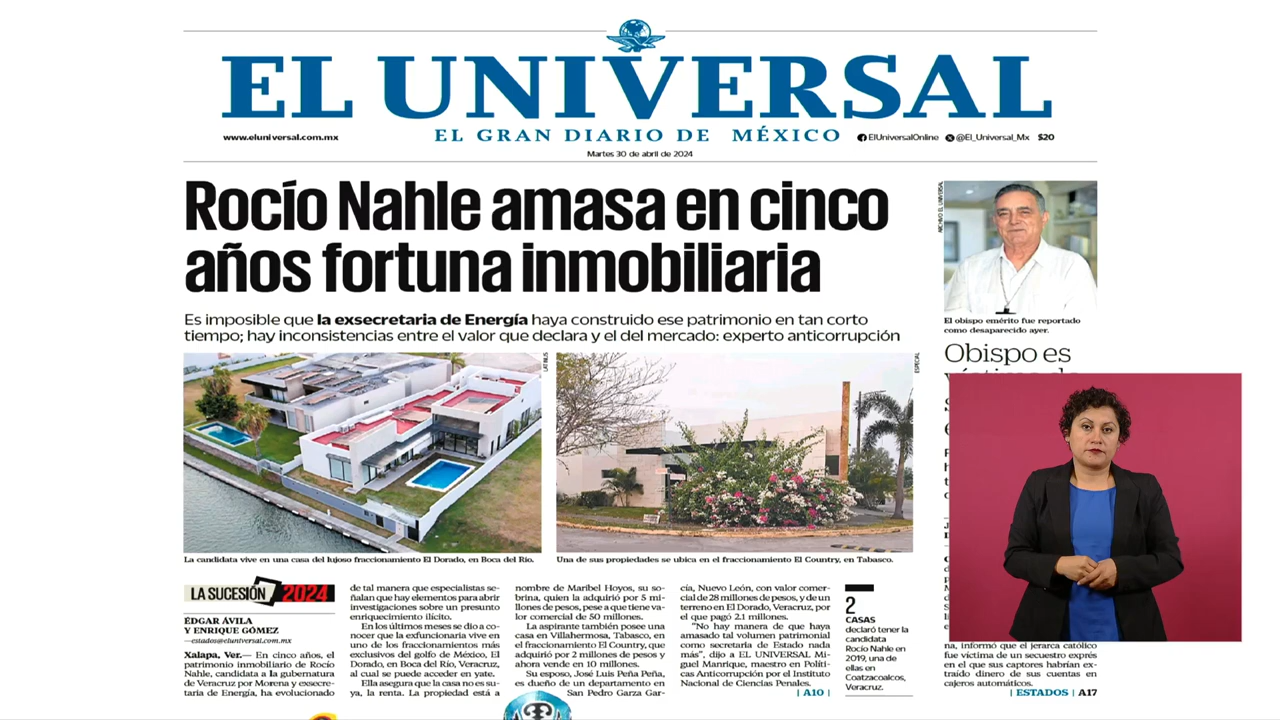 EL UNIVERSAL
www.eluniversal.com.mx
EL GRAN DIARIO DE MÉXICO
ElUniversalOnline @El_Universal_Mx $20
Martes 30 de abril de 2024
Rocío Nahle amasa en cinco
años fortuna inmobiliaria
Es imposible que la exsecretaria de Energía haya construido ese patrimonio en tan corto
tiempo; hay inconsistencias entre el valor que declara y el del mercado: experto anticorrupción
LATINUS
ESPECIAL
La candidata vive en una casa del lujoso fraccionamiento El Dorado, en Boca del Río.
Una de sus propiedades se ubica en el fraccionamiento El Country, en Tabasco.
LA SUCESIÓN 2024
ÉDGAR ÁVILA
Y ENRIQUE GÓMEZ
—estados@eluniversal.com.mx
Xalapa, Ver.— En cinco años, el
patrimonio inmobiliario de Rocío
Nahle, candidata a la gubernatura
de Veracruz por Morena y exsecre-
taria de Energía, ha evolucionado
de tal manera que especialistas se-
ñalan que hay elementos para abrir
investigaciones sobre un presunto
enriquecimiento ilícito.
En los últimos meses se dio a co-
nocer que la exfuncionaria vive en
uno de los fraccionamientos más
exclusivos del golfo de México, El
Dorado, en Boca del Río, Veracruz,
al cual se puede acceder en yate.
Ella asegura que la casa no es su-
ya, la renta. La propiedad está a
nombre de Maribel Hoyos, su so-
brina, quien la adquirió por 5 mi-
llones de pesos, pese a que tiene va-
lor comercial de 50 millones.
La aspirante también posee una
casa en Villahermosa, Tabasco, en
el fraccionamiento El Country, que
adquirió por 2 millones de pesos y
ahora vende en 10 millones.
Su esposo, José Luis Peña Peña,
es dueño de un departamento en
San Pedro Garza Gar-
cía, Nuevo León, con valor comer-
cial de 28 millones de pesos, y de un
terreno en El Dorado, Veracruz, por
el que pagó 2.1 millones.
"No hay manera de que haya
amasado tal volumen patrimonial
como secretaria de Estado nada
más", dijo a EL UNIVERSAL Mi-
guel Manrique, maestro en Políti-
cas Anticorrupción por el Instituto
Nacional de Ciencias Penales.
| A10 |
2
CASAS
declaró tener la
candidata
Rocío Nahle en
2019, una de
ellas en
Coatzacoalcos,
Veracruz.
ARCHIVO EL UNIVERSAL
El obispo emérito fue reportado
como desaparecido ayer.
Obispo es
na, informó que el jerarca católico
fue víctima de un secuestro exprés
en el que sus captores habrían ex-
traído dinero de sus cuentas en
cajeros automáticos.
| ESTADOS | A17